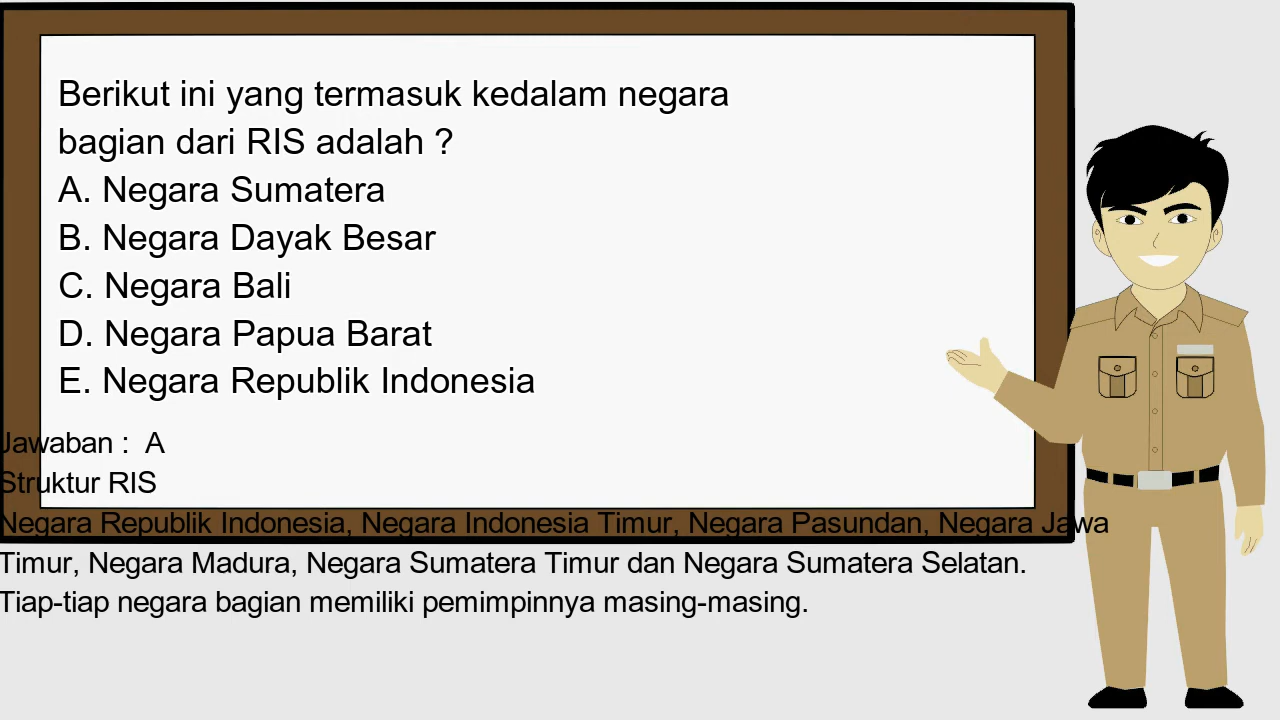 Berikut ini yang termasuk kedalam negara
bagian dari RIS adalah ?
A. Negara Sumatera
B. Negara Dayak Besar
C. Negara Bali
D. Negara Papua Barat
E. Negara Republik Indonesia
Jawaban :  A
Struktur RIS
Negara Republik Indonesia, Negara Indonesia Timur, Negara Pasundan, Negara Jawa
Timur, Negara Madura, Negara Sumatera Timur dan Negara Sumatera Selatan.
Tiap-tiap negara bagian memiliki pemimpinnya masing-masing.